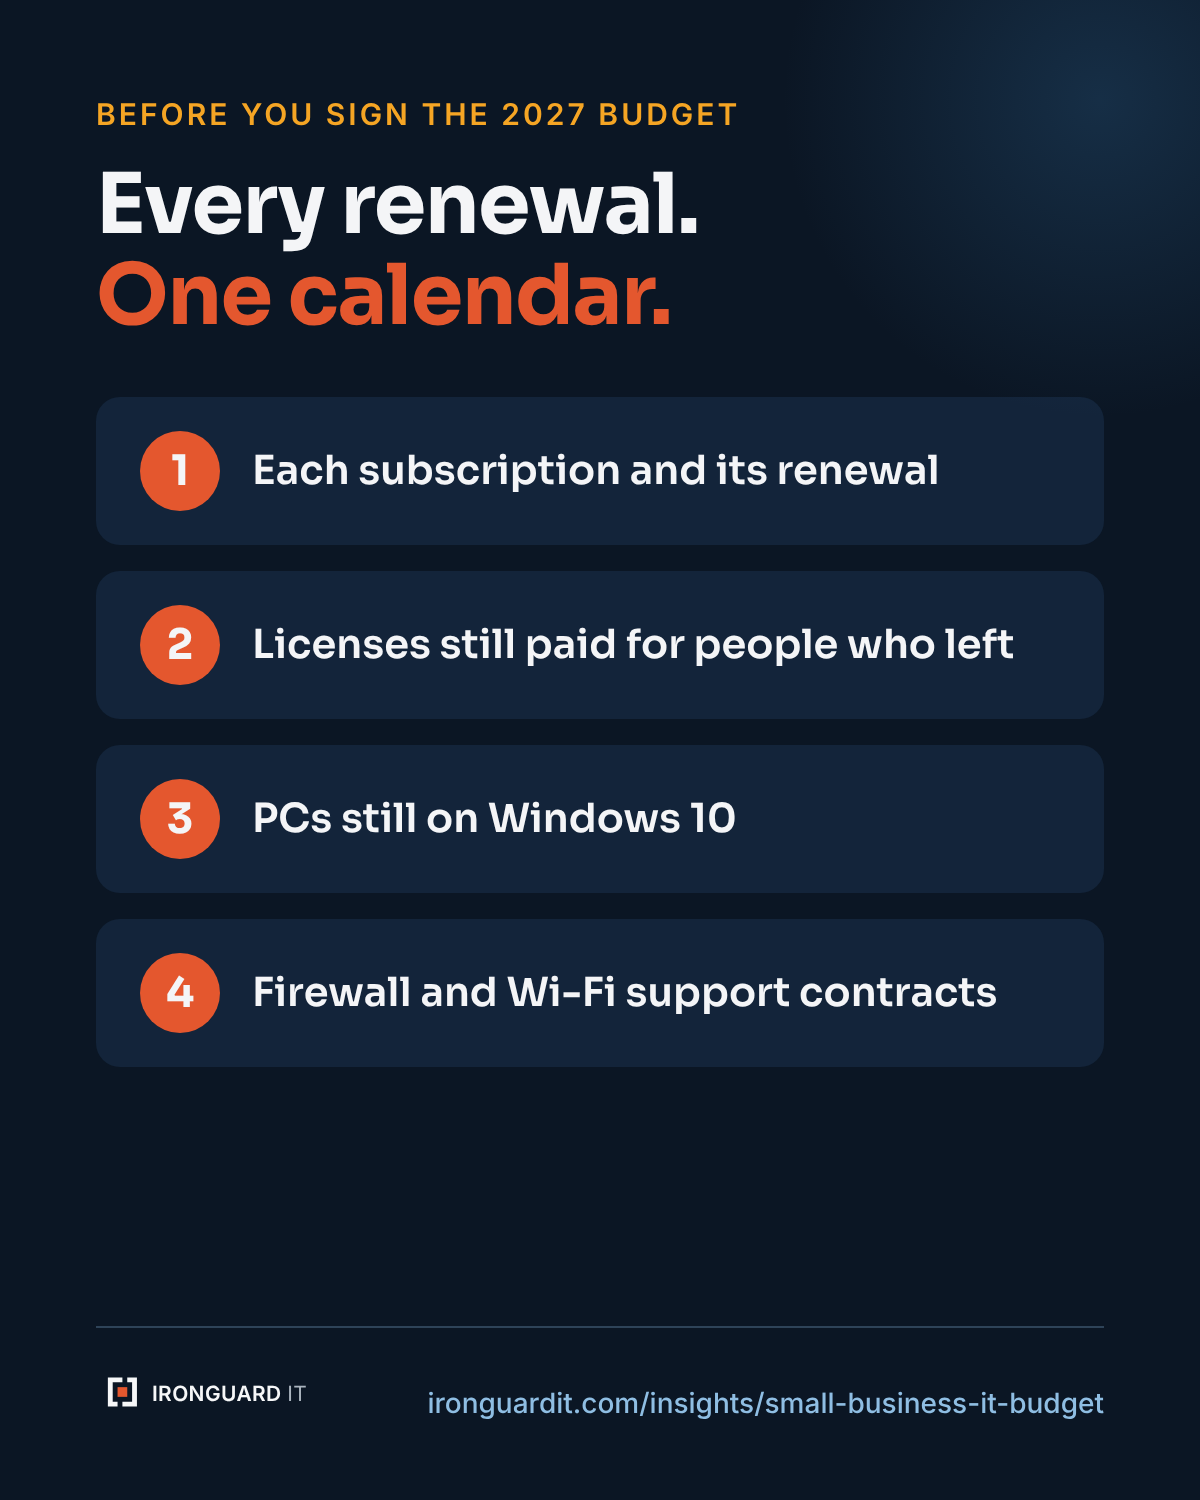 BEFORE YOU SIGN THE 2027 BUDGET
Every renewal.
One calendar.
1 Each subscription and its renewal
2 Licenses still paid for people who left
3 PCs still on Windows 10
4 Firewall and Wi-Fi support contracts
IRONGUARD IT
ironguardit.com/insights/small-business-it-budget